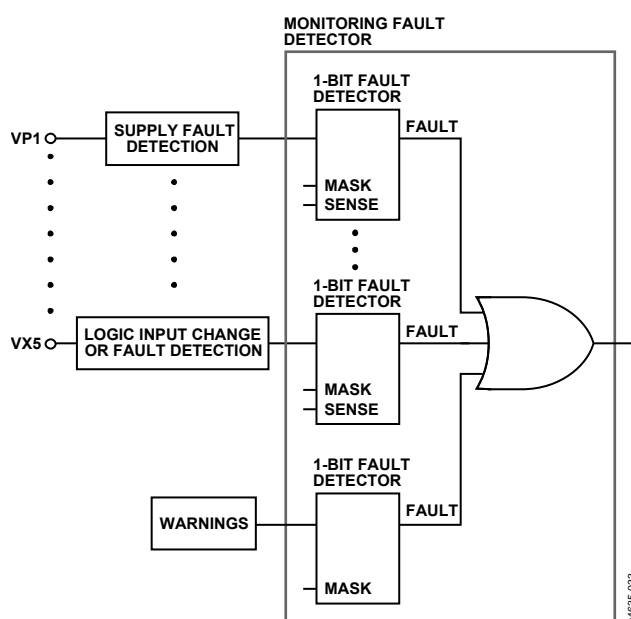 MONITORING FAULT
DETECTOR
1-BIT FAULT
DETECTOR
FAULT
VP1
SUPPLY FAULT
DETECTION
MASK
SENSE
1-BIT FAULT
DETECTOR
FAULT
VX5
LOGIC INPUT CHANGE
OR FAULT DETECTION
MASK
SENSE
1-BIT FAULT
DETECTOR
FAULT
WARNINGS
MASK